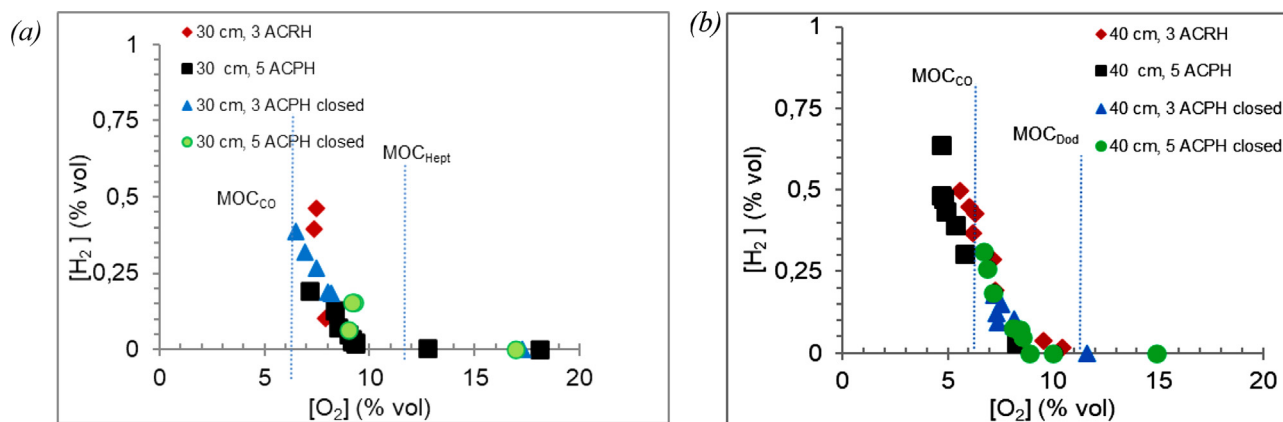 (a)
30 cm, 3 ACRH
30 cm, 5 ACPH
30 cm, 3 ACPH closed
30 cm, 5 ACPH closed
MOCCO
MOCHept
[H2] (% vol)
1
0,75
0,5
0,25
0
0
5
10
15
20
[O2] (% vol)
(b)
40 cm, 3 ACRH
40 cm, 5 ACPH
40 cm, 3 ACPH closed
40 cm, 5 ACPH closed
MOCCO
MOCDod
[H2] (% vol)
1
0,75
0,5
0,25
0
0
5
10
15
20
[O2] (% vol)